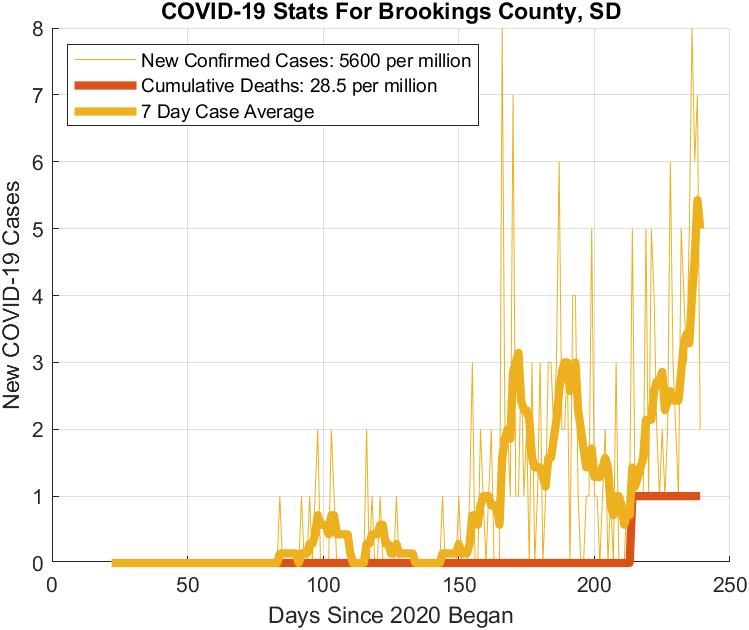 COVID-19 Stats For Brookings County, SD
New Confirmed Cases: 5600 per million
Cumulative Deaths: 28.5 per million
7 Day Case Average
New COVID-19 Cases
8
7
6
5
4
3
2
1
0
0 50 100 150 200 250
Days Since 2020 Began